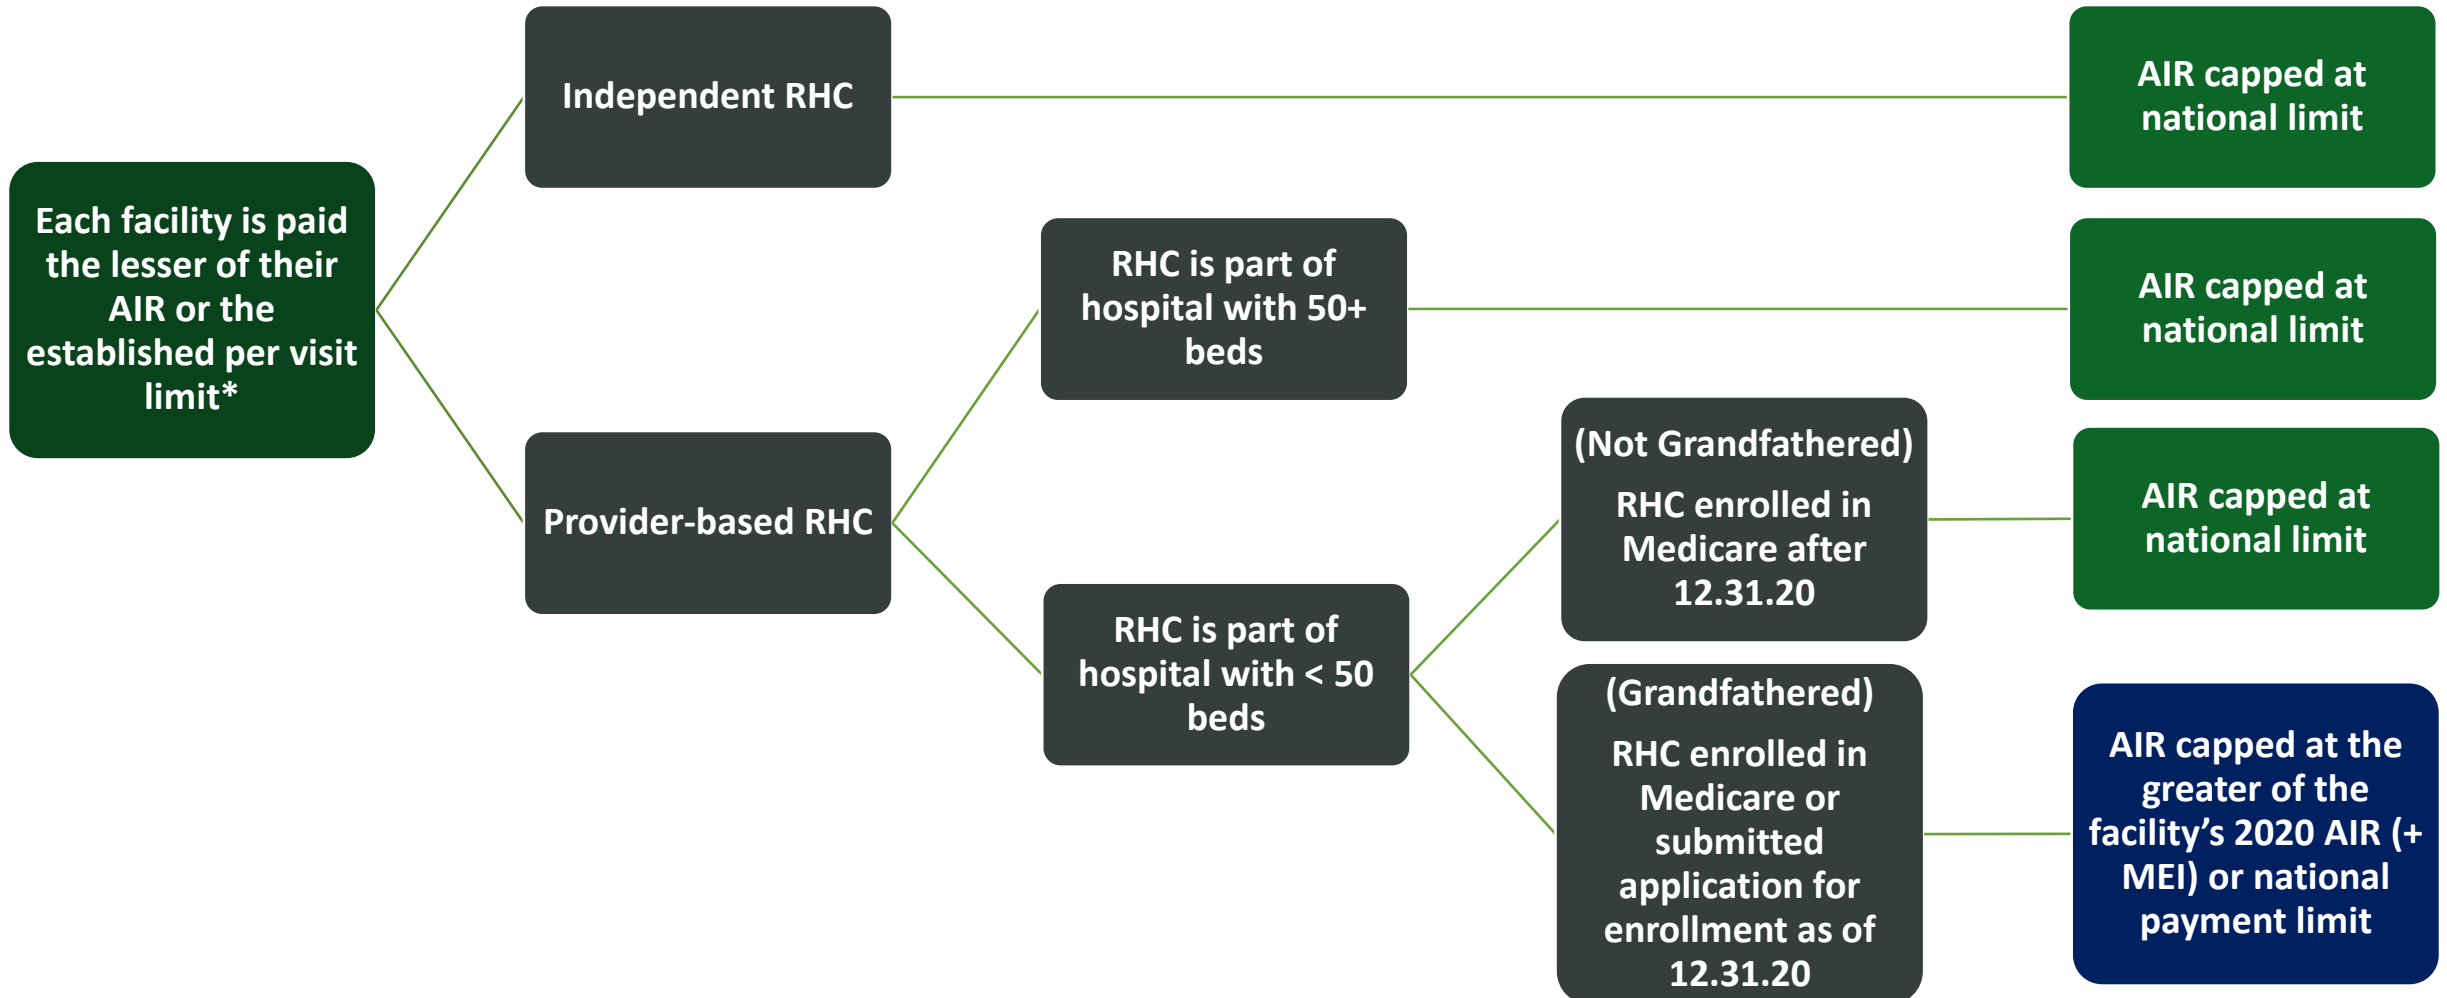 Each facility is paid
the lesser of their
AIR or the
established per visit
limit*
Independent RHC
AIR capped at
national limit
Provider-based RHC
RHC is part of
hospital with 50+
beds
AIR capped at
national limit
RHC is part of
hospital with < 50
beds
(Not Grandfathered)
RHC enrolled in
Medicare after
12.31.20
AIR capped at
national limit
(Grandfathered)
RHC enrolled in
Medicare or
submitted
application for
enrollment as of
12.31.20
AIR capped at the
greater of the
facility’s 2020 AIR (+
MEI) or national
payment limit